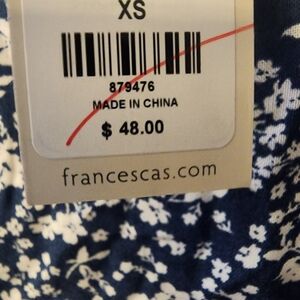 XS
879476
MADE IN CHINA
$ 48.00
francescas.com